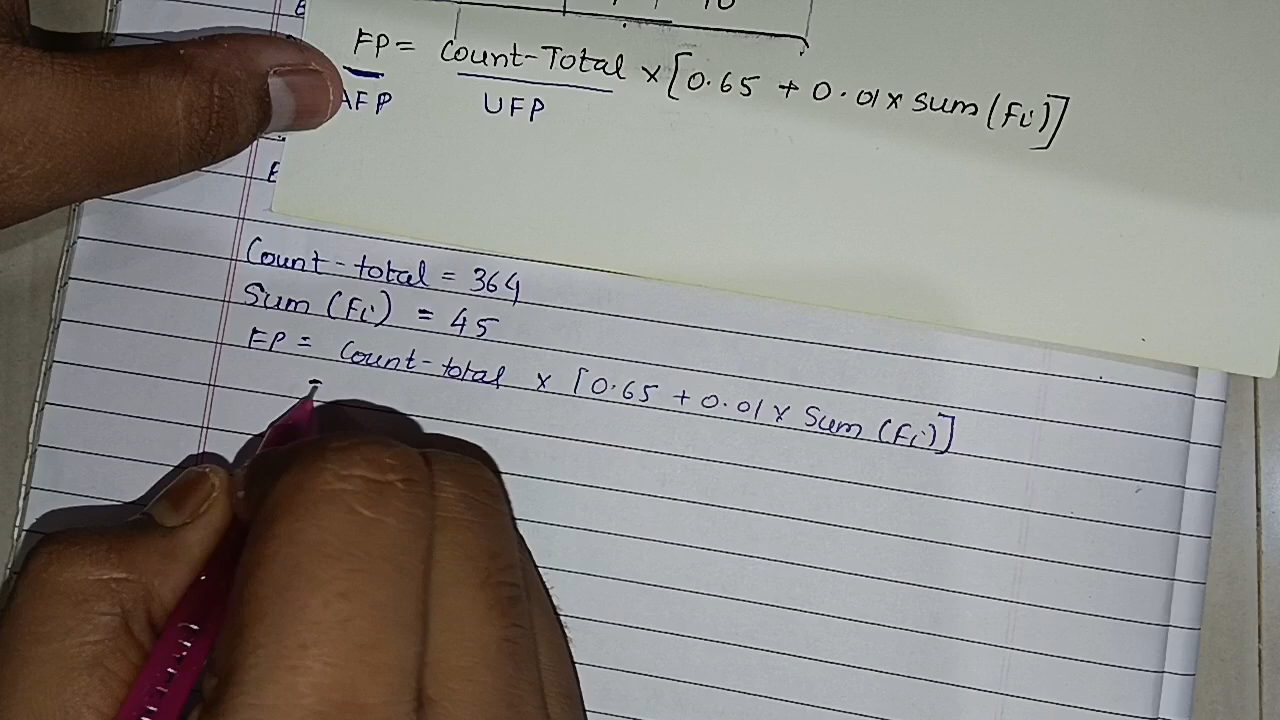 FP = Count-Total × [0.65 + 0.01 × Sum (Fi)]
AFP UFP
Count-total = 364
Sum (Fi) = 45
FP = Count-total × [0.65 + 0.01 × Sum (Fi)]
=